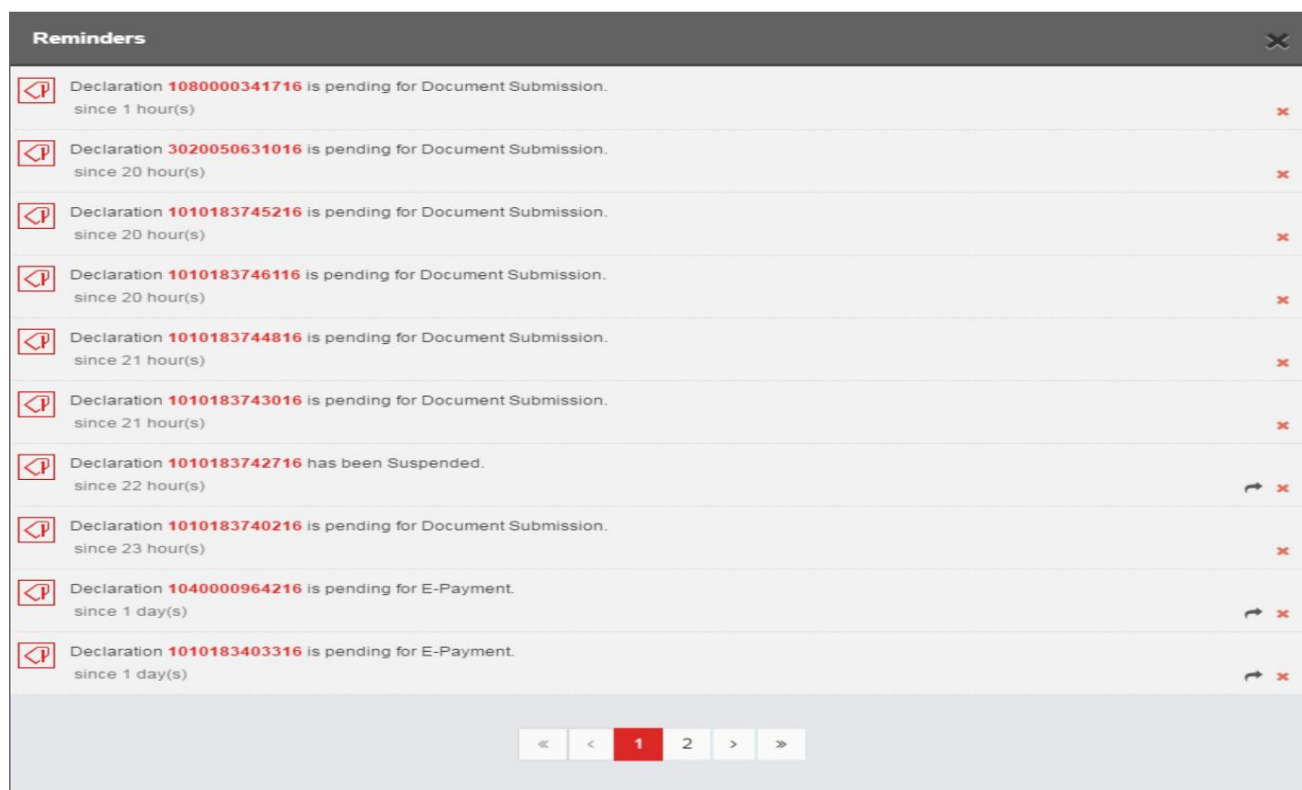 Reminders
Declaration 1080000341716 is pending for Document Submission.
since 1 hour(s)
Declaration 3020050631016 is pending for Document Submission.
since 20 hour(s)
Declaration 1010183745216 is pending for Document Submission.
since 20 hour(s)
Declaration 1010183746116 is pending for Document Submission.
since 20 hour(s)
Declaration 1010183744816 is pending for Document Submission.
since 21 hour(s)
Declaration 1010183743016 is pending for Document Submission.
since 21 hour(s)
Declaration 1010183742716 has been Suspended.
since 22 hour(s)
Declaration 1010183740216 is pending for Document Submission.
since 23 hour(s)
Declaration 1040000964216 is pending for E-Payment.
since 1 day(s)
Declaration 1010183403316 is pending for E-Payment.
since 1 day(s)
« < 1 2 > »